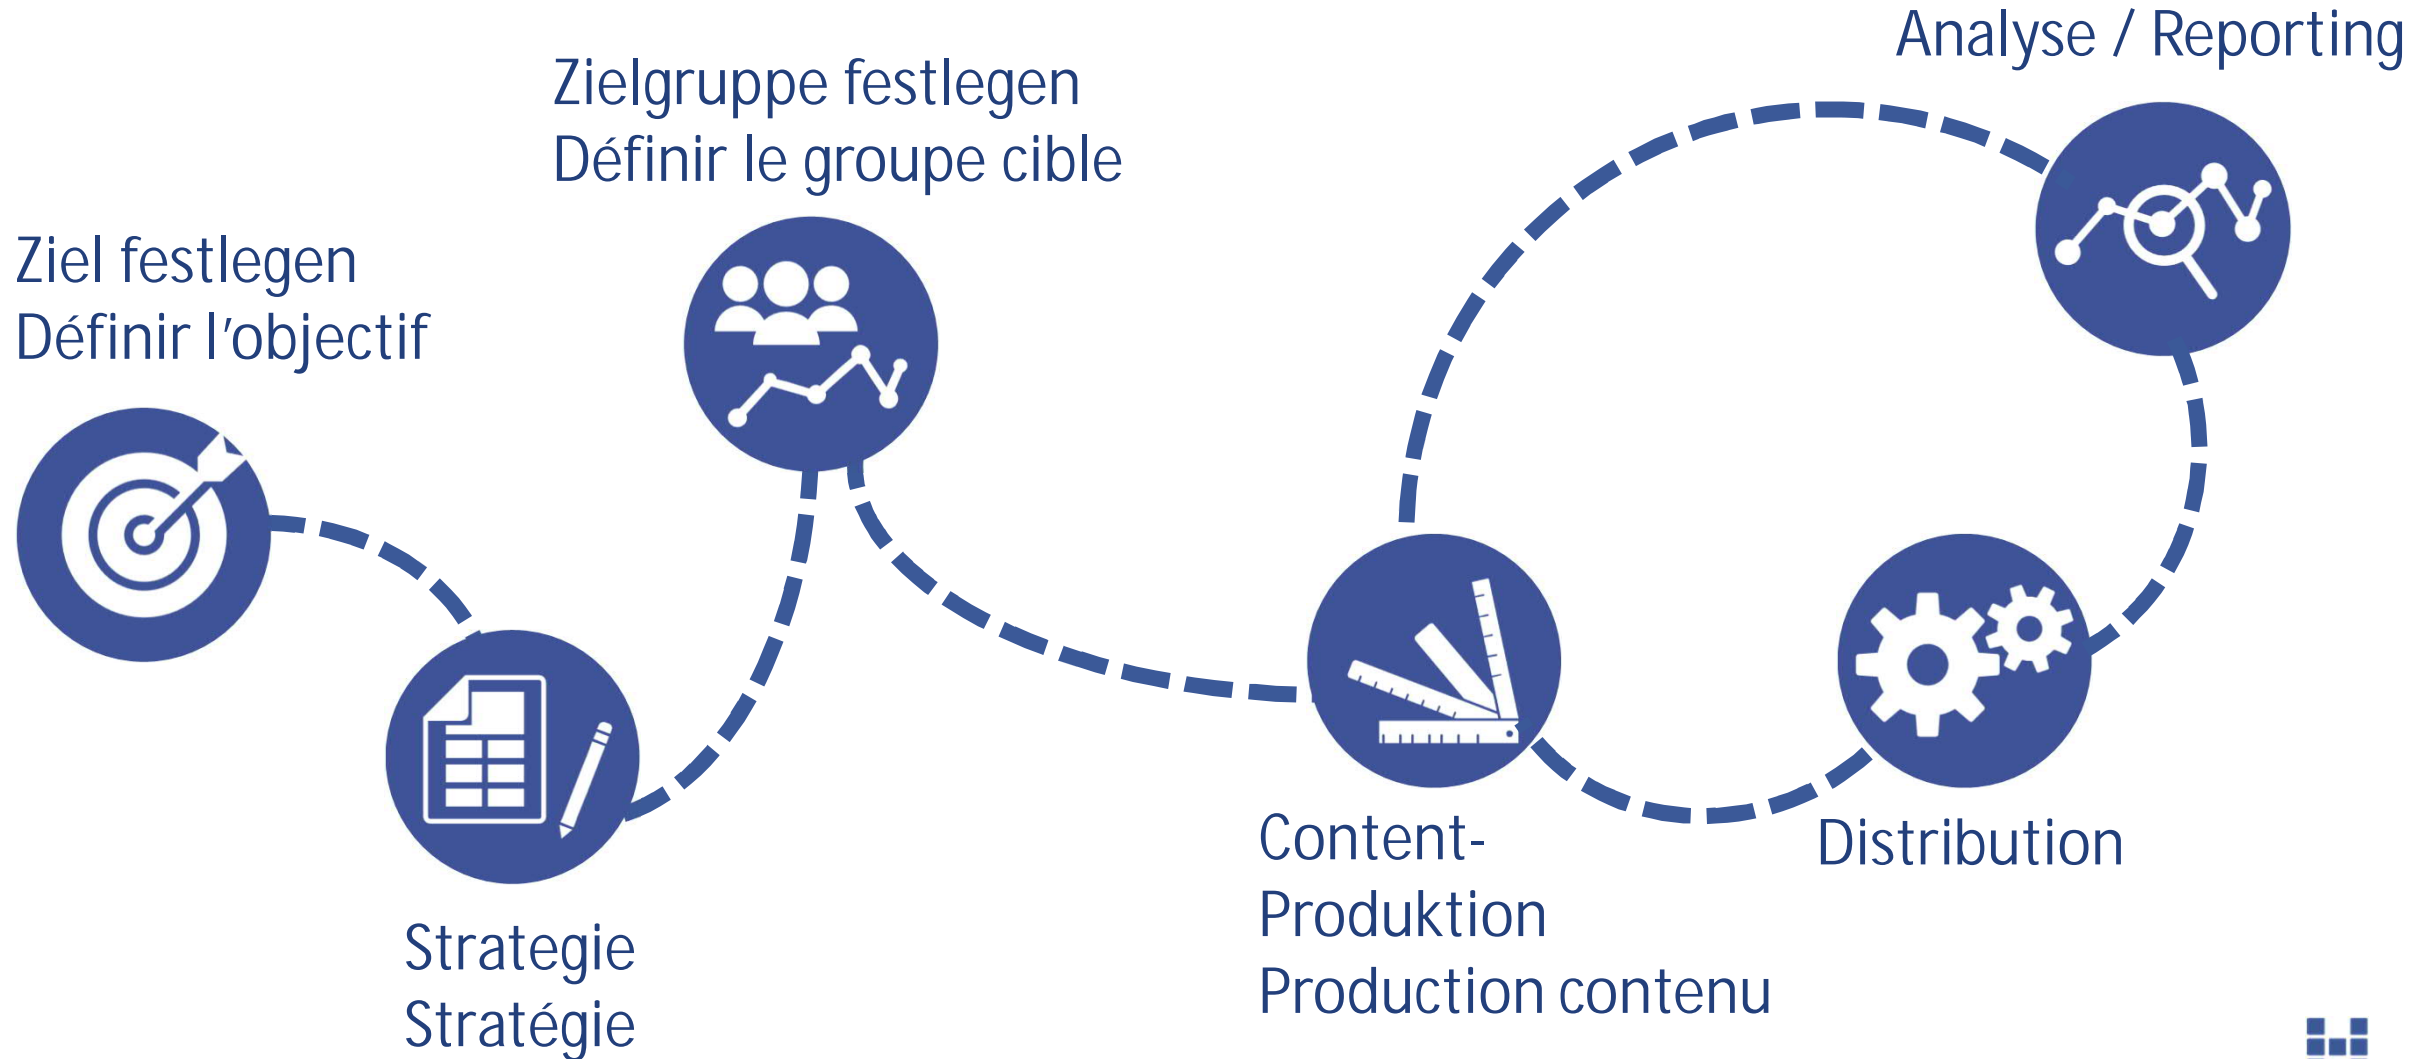 Ziel festlegen
Définir l'objectif
Strategie
Stratégie
Zielgruppe festlegen
Définir le groupe cible
Content-
Produktion
Production contenu
Distribution
Analyse / Reporting